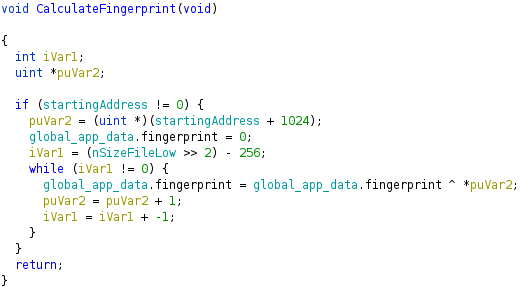 void CalculateFingerprint(void)
{
int iVar1;
uint *puVar2;
if (startingAddress != 0) {
puVar2 = (uint *)(startingAddress + 1024);
global_app_data.fingerprint = 0;
iVar1 = (nSizeFileLow >> 2) - 256;
while (iVar1 != 0) {
global_app_data.fingerprint = global_app_data.fingerprint ^ *puVar2;
puVar2 = puVar2 + 1;
iVar1 = iVar1 + -1;
}
}
return;
}